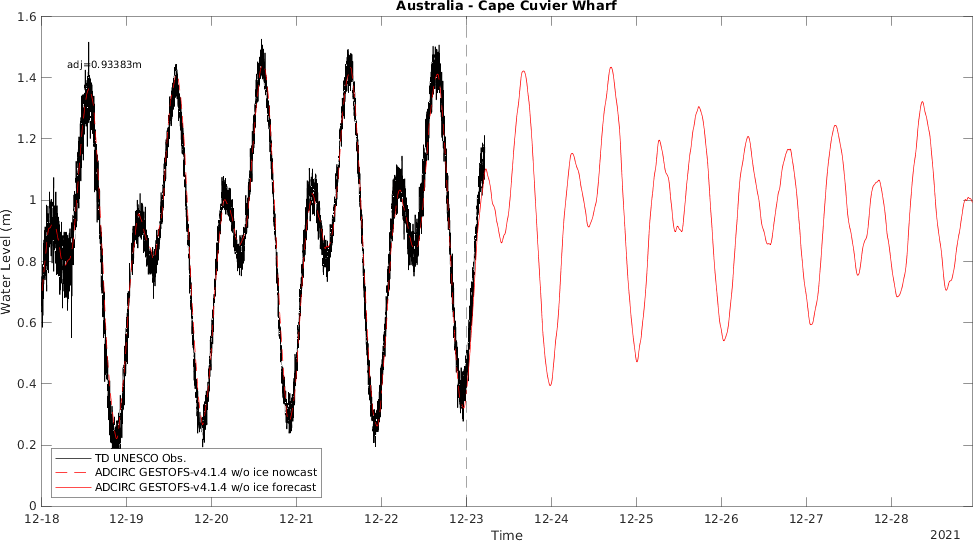 Australia - Cape Cuvier Wharf
1.6
adj=0.93383m
1.4
1.2
1
0.8
0.6
0.4
0.2
0
Water Level (m)
TD UNESCO Obs.
ADCIRC GESTOFS-v4.1.4 w/o ice nowcast
ADCIRC GESTOFS-v4.1.4 w/o ice forecast
12-18 12-19 12-20 12-21 12-22 12-23 12-24 12-25 12-26 12-27 12-28
Time
2021